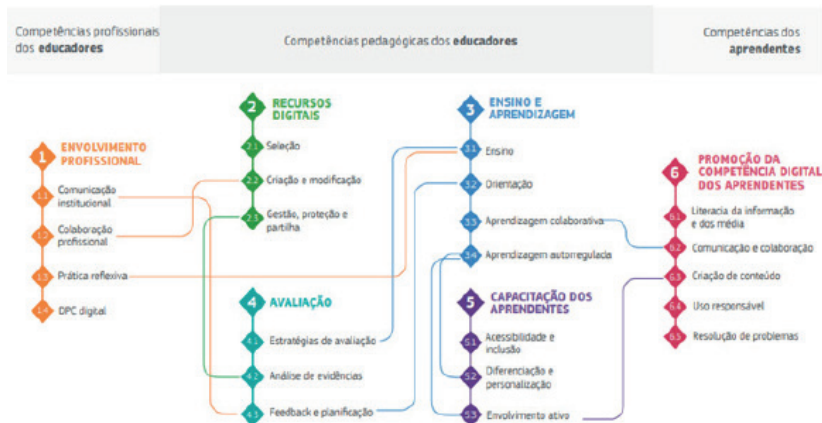 Competências profissionais
dos educadores
Competências pedagógicas dos educadores
Competências dos
aprendentes
1
ENVOLVIMENTO
PROFISSIONAL
1.1
Comunicação
institucional
1.2
Colaboração
profissional
1.3
Prática reflexiva
1.4
DPC digital
2
RECURSOS
DIGITAIS
2.1
Seleção
2.2
Criação e modificação
2.3
Gestão, proteção e
partilha
4
AVALIAÇÃO
4.1
Estratégias de avaliação
4.2
Análise de evidências
4.3
Feedback e planificação
3
ENSINO E
APRENDIZAGEM
3.1
Ensino
3.2
Orientação
3.3
Aprendizagem colaborativa
3.4
Aprendizagem autorregulada
5
CAPACITAÇÃO DOS
APRENDENTES
5.1
Acessibilidade e
inclusão
5.2
Diferenciação e
personalização
5.3
Envolvimento ativo
6
PROMOÇÃO DA
COMPETÊNCIA DIGITAL
DOS APRENDENTES
6.1
Literacia da informação
e dos média
6.2
Comunicação e colaboração
6.3
Criação de conteúdo
6.4
Uso responsável
6.5
Resolução de problemas